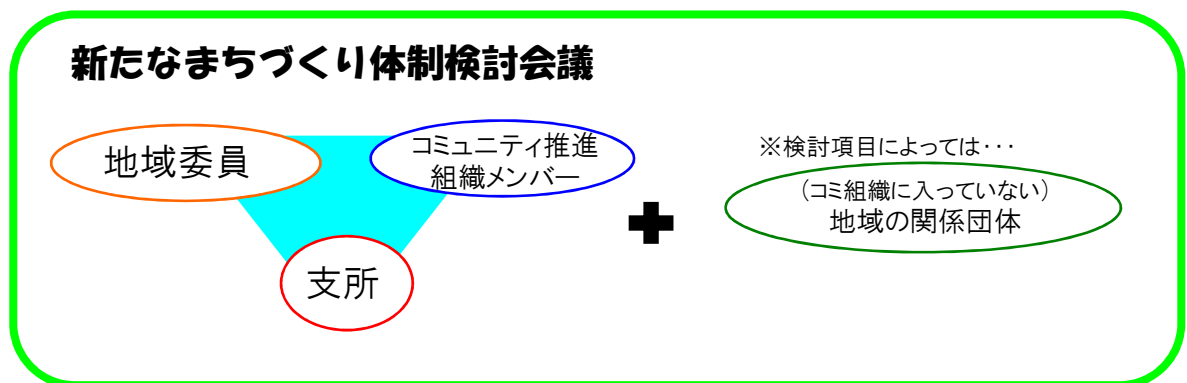 新たなまちづくり体制検討会議
地域委員
コミュニティ推進
組織メンバー
支所
※検討項目によっては･･･
（コミ組織に入っていない）
地域の関係団体